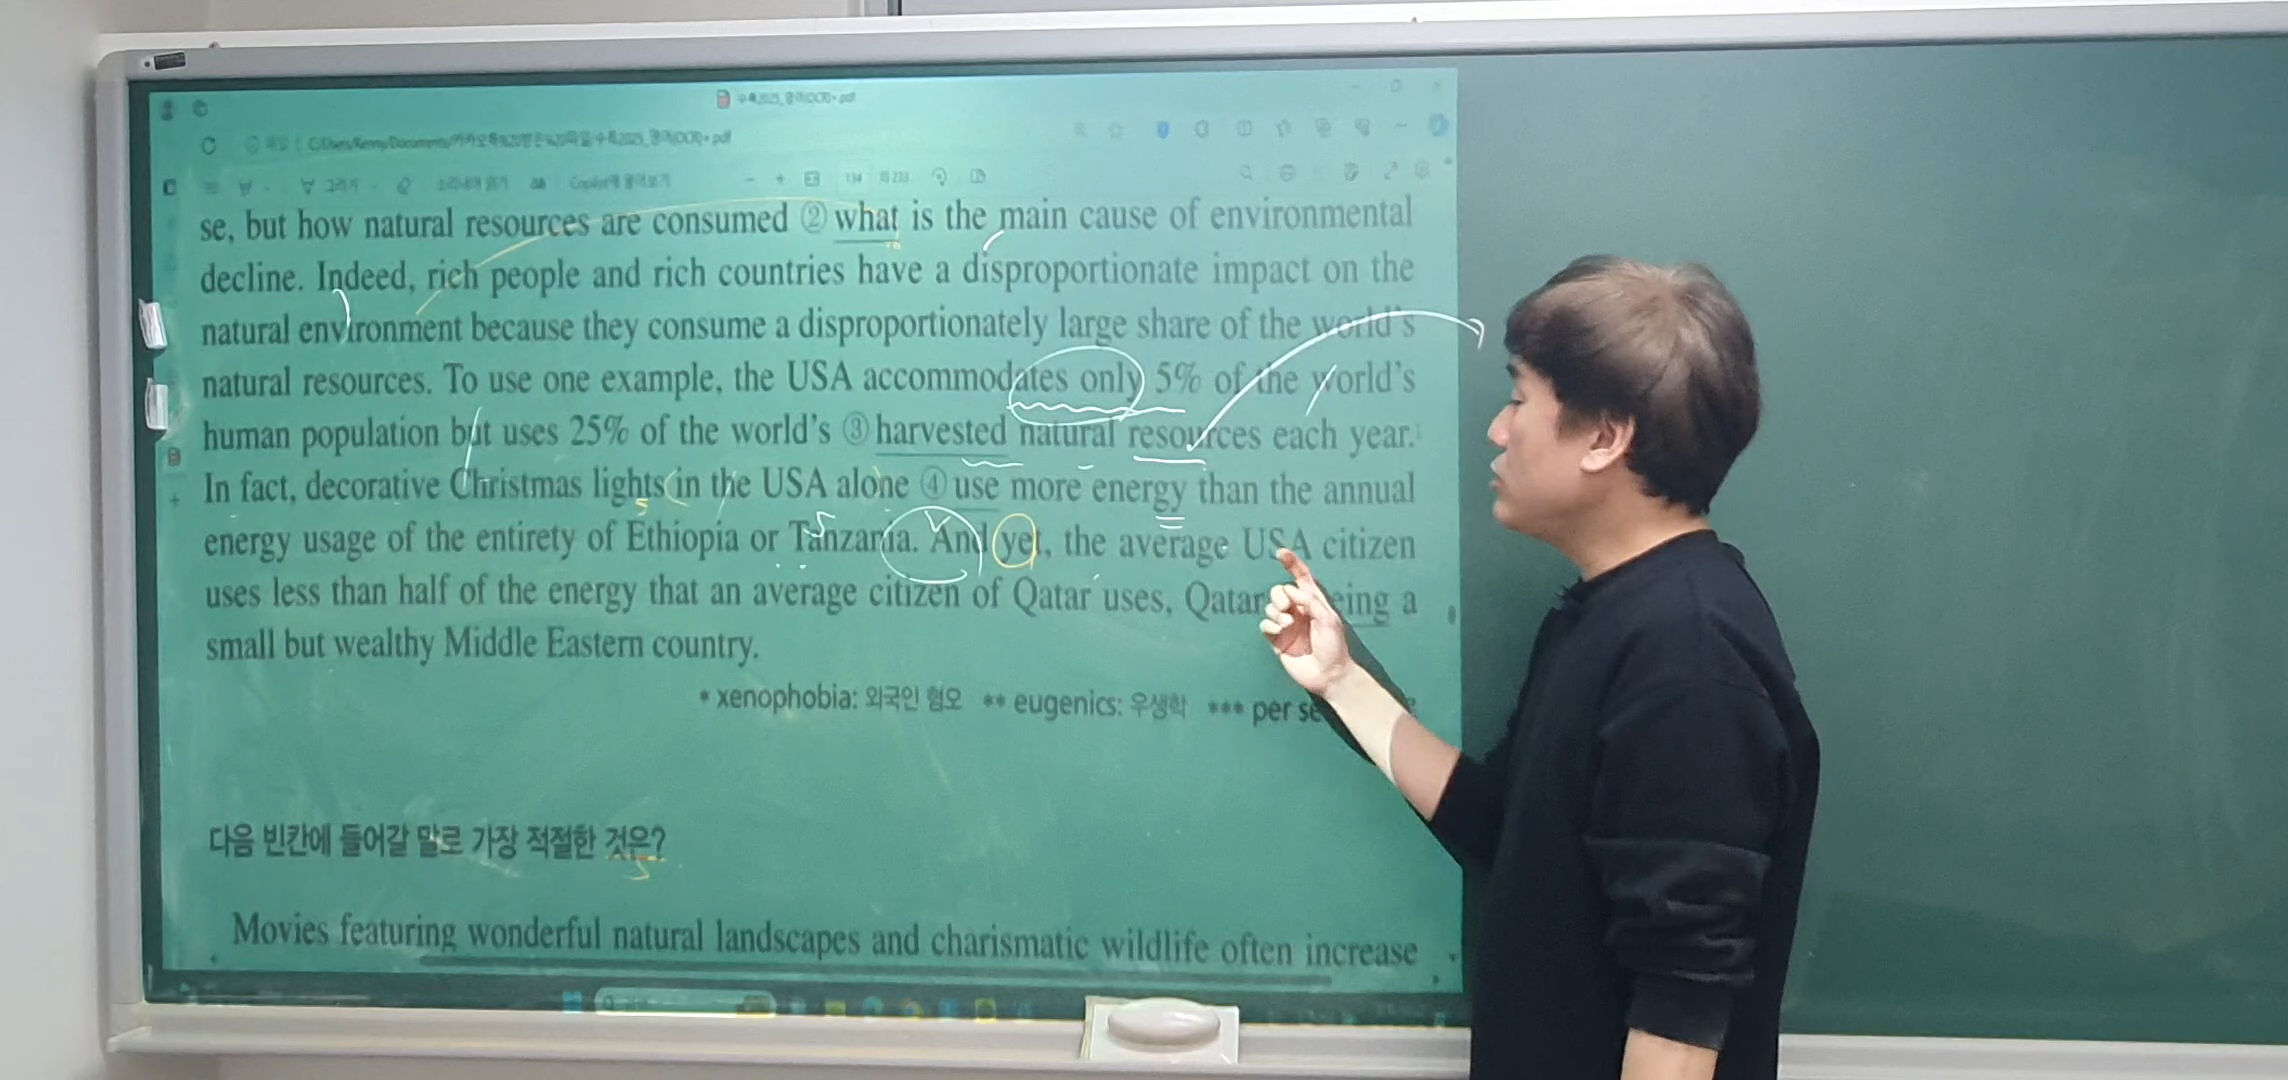 se, but how natural resources are consumed ② what is the main cause of environmental
decline. Indeed, rich people and rich countries have a disproportionate impact on the
natural environment because they consume a disproportionately large share of the world's
natural resources. To use one example, the USA accommodates only 5% of the world's
human population but uses 25% of the world's ③ harvested natural resources each year.
In fact, decorative Christmas lights in the USA alone ④ use more energy than the annual
energy usage of the entirety of Ethiopia or Tanzania. And yet, the average USA citizen
uses less than half of the energy that an average citizen of Qatar uses, Qatar eing a
small but wealthy Middle Eastern country.
* xenophobia: 외국인 혐오 ** eugenics: 우생학 *** per se
다음 빈칸에 들어갈 말로 가장 적절한 것은?
Movies featuring wonderful natural landscapes and charismatic wildlife often increase